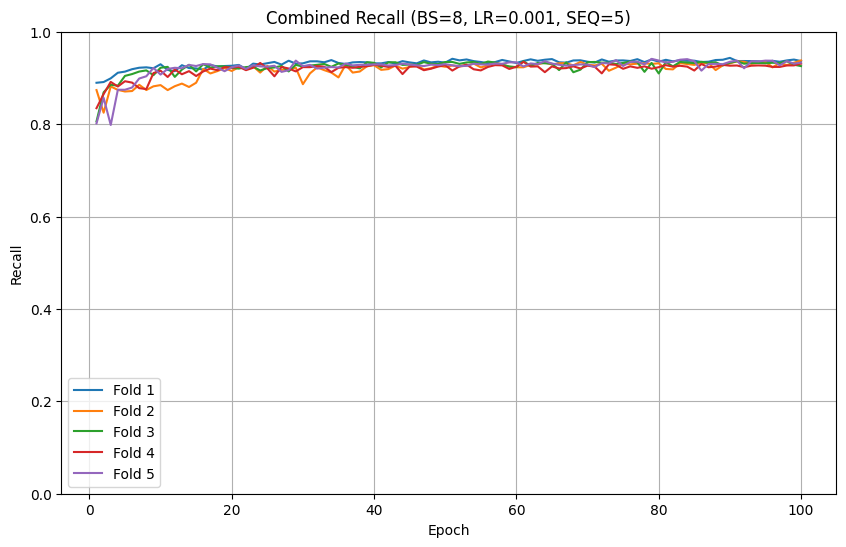 Combined Recall (BS=8, LR=0.001, SEQ=5)
1.0
0.8
0.6
0.4
0.2
0.0
Recall
Fold 1
Fold 2
Fold 3
Fold 4
Fold 5
0 20 40 60 80 100
Epoch